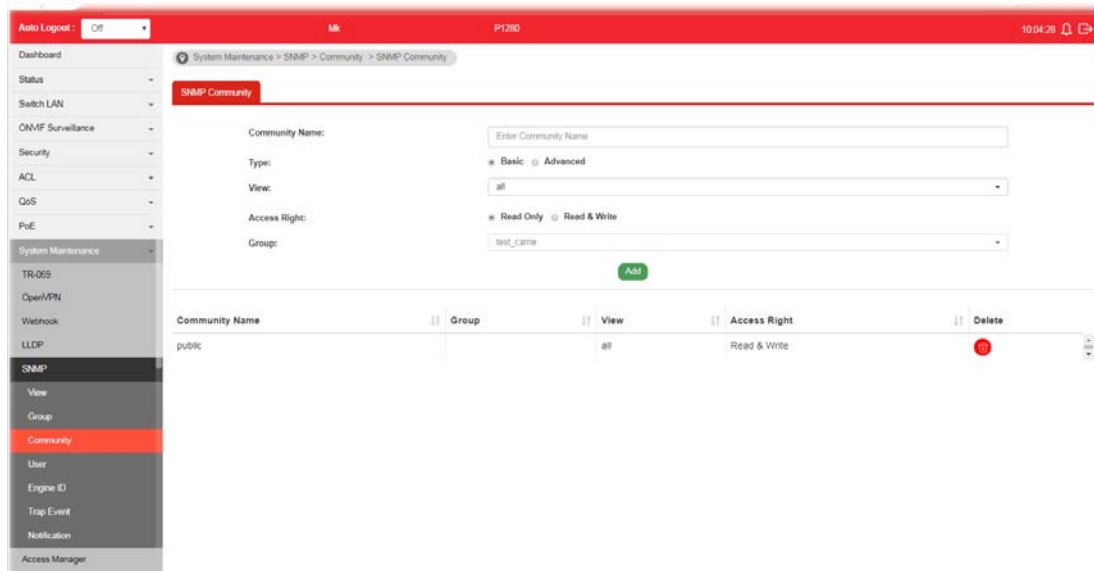 Auto Logout : Off Mk P1280 10:04:28
Dashboard
Status
Switch LAN
ONVIF Surveillance
Security
ACL
QoS
PoE
System Maintenance
TR-069
OpenVPN
Webhook
LLDP
SNMP
View
Group
Community
User
Engine ID
Trap Event
Notification
Access Manager
System Maintenance > SNMP > Community > SNMP Community
SNMP Community
Community Name: Enter Community Name
Type: Basic Advanced
View: all
Access Right: Read Only Read & Write
Group: test_carrie
Add
Community Name Group View Access Right Delete
public all Read & Write